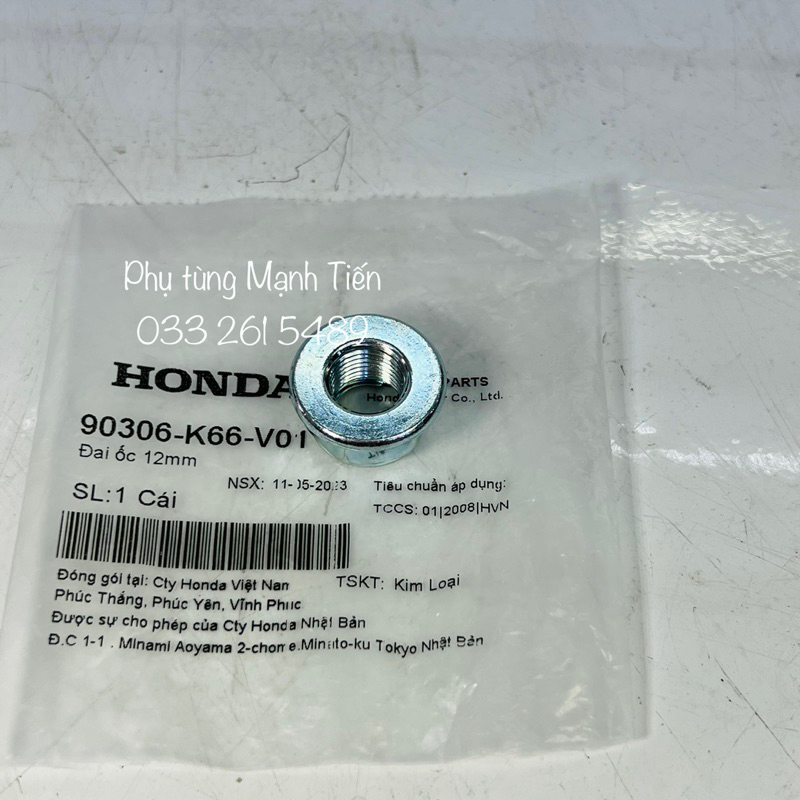 Phụ tùng Mạnh Tiến
033 261 5489
HONDA PARTS
Co., Ltd.
90306-K66-V01
Đai ốc 12mm
NSX: 11-05-2023 Tiêu chuẩn áp dụng:
SL:1 Cái TCCS: 01|2008|HVN
Đóng gói tại: Cty Honda Việt Nam TSKT: Kim Loại
Phúc Thắng, Phúc Yên, Vĩnh Phúc
Được sự cho phép của Cty Honda Nhật Bản
Đ.C 1-1 . Minami Aoyama 2-chome.Minato-ku Tokyo Nhật Bản